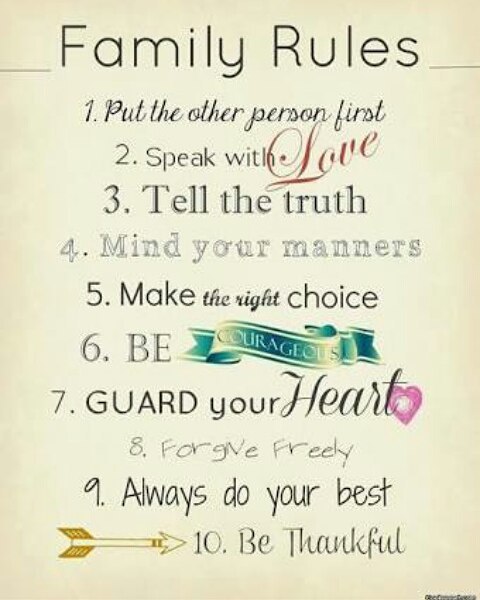 Family Rules
1. Put the other person first
2. Speak with Love
3. Tell the truth
4. Mind your manners
5. Make the right choice
6. BE COURAGEOUS
7. GUARD your Heart
8. Forgive Freely
9. Always do your best
10. Be Thankful